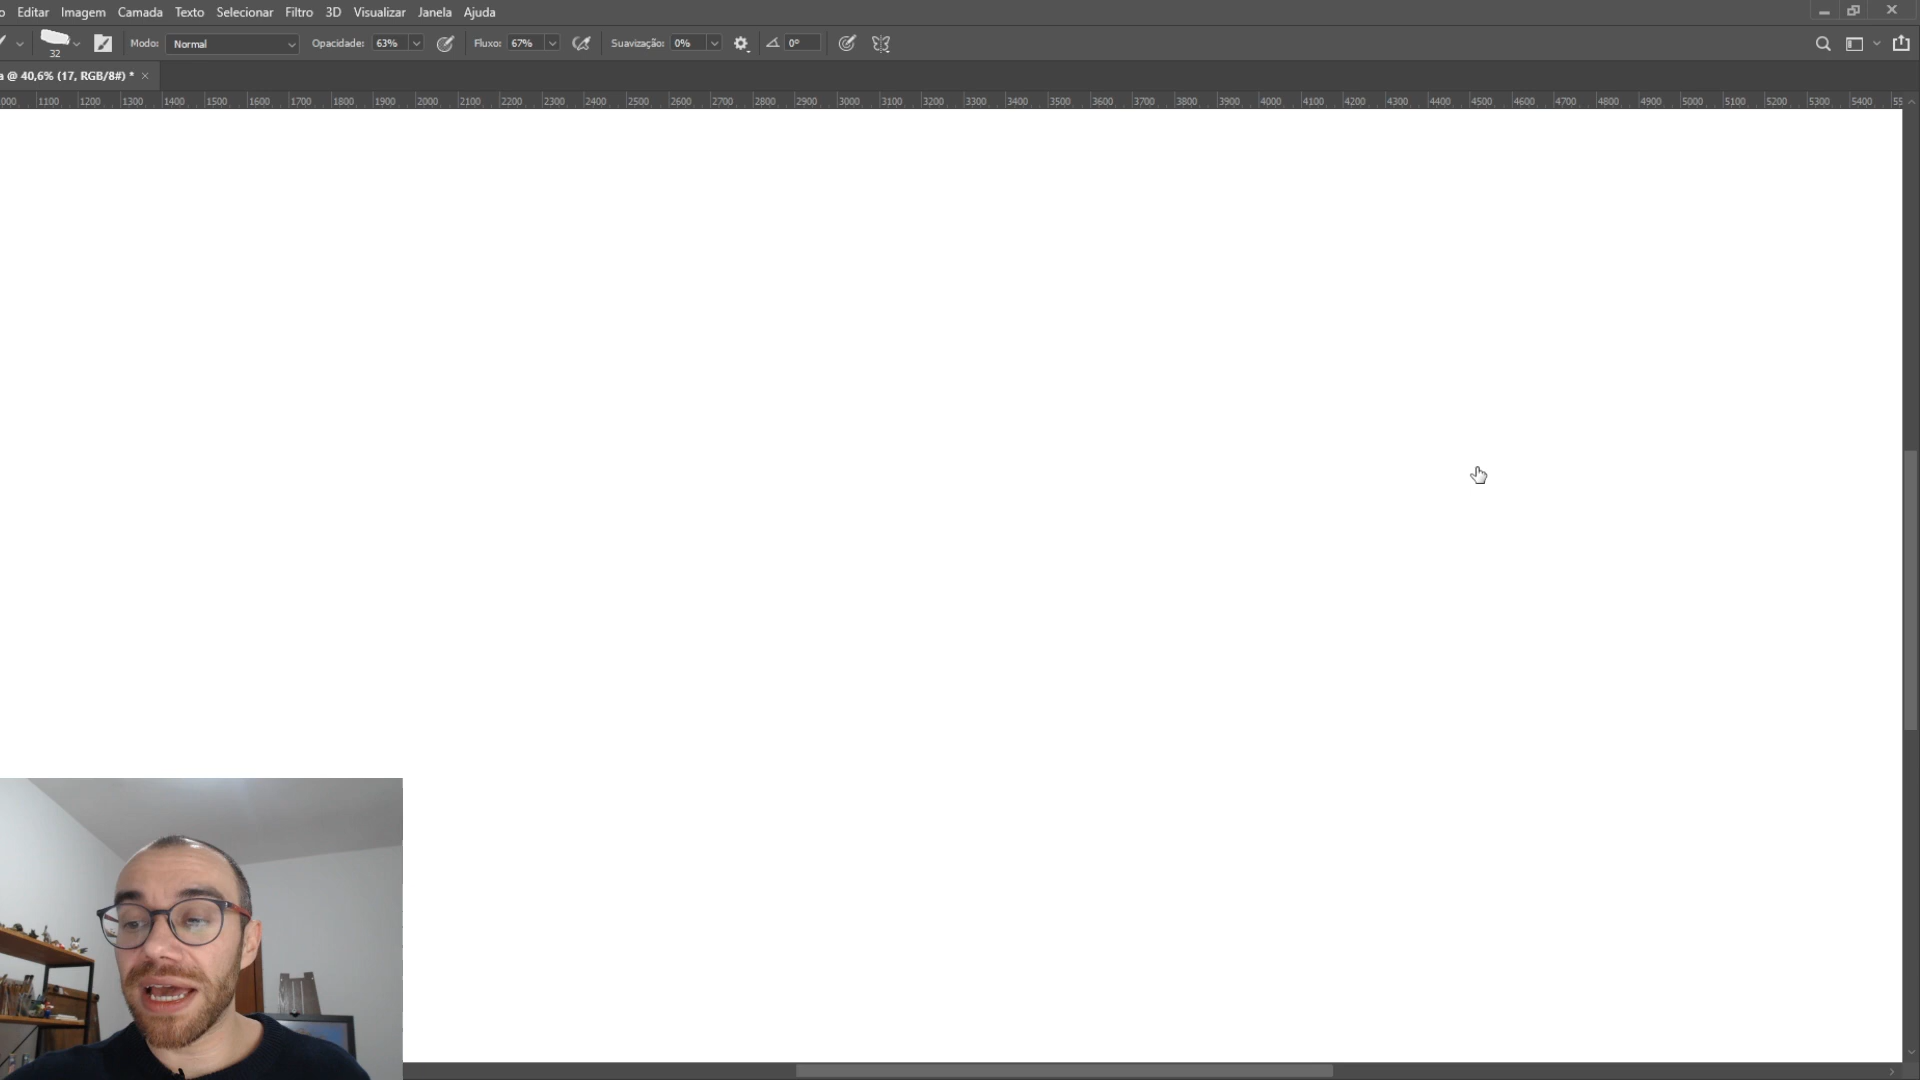 o Editar Imagem Camada Texto Selecionar Filtro 3D Visualizar Janela Ajuda
32 Modo: Normal Opacidade: 63% Fluxo: 67% Suavização: 0% 0°
a @ 40,6% (17, RGB/8#) * ×
000 1100 1200 1300 1400 1500 1600 1700 1800 1900 2000 2100 2200 2300 2400 2500 2600 2700 2800 2900 3000 3100 3200 3300 3400 3500 3600 3700 3800 3900 4000 4100 4200 4300 4400 4500 4600 4700 4800 4900 5000 5100 5200 5300 5400 55